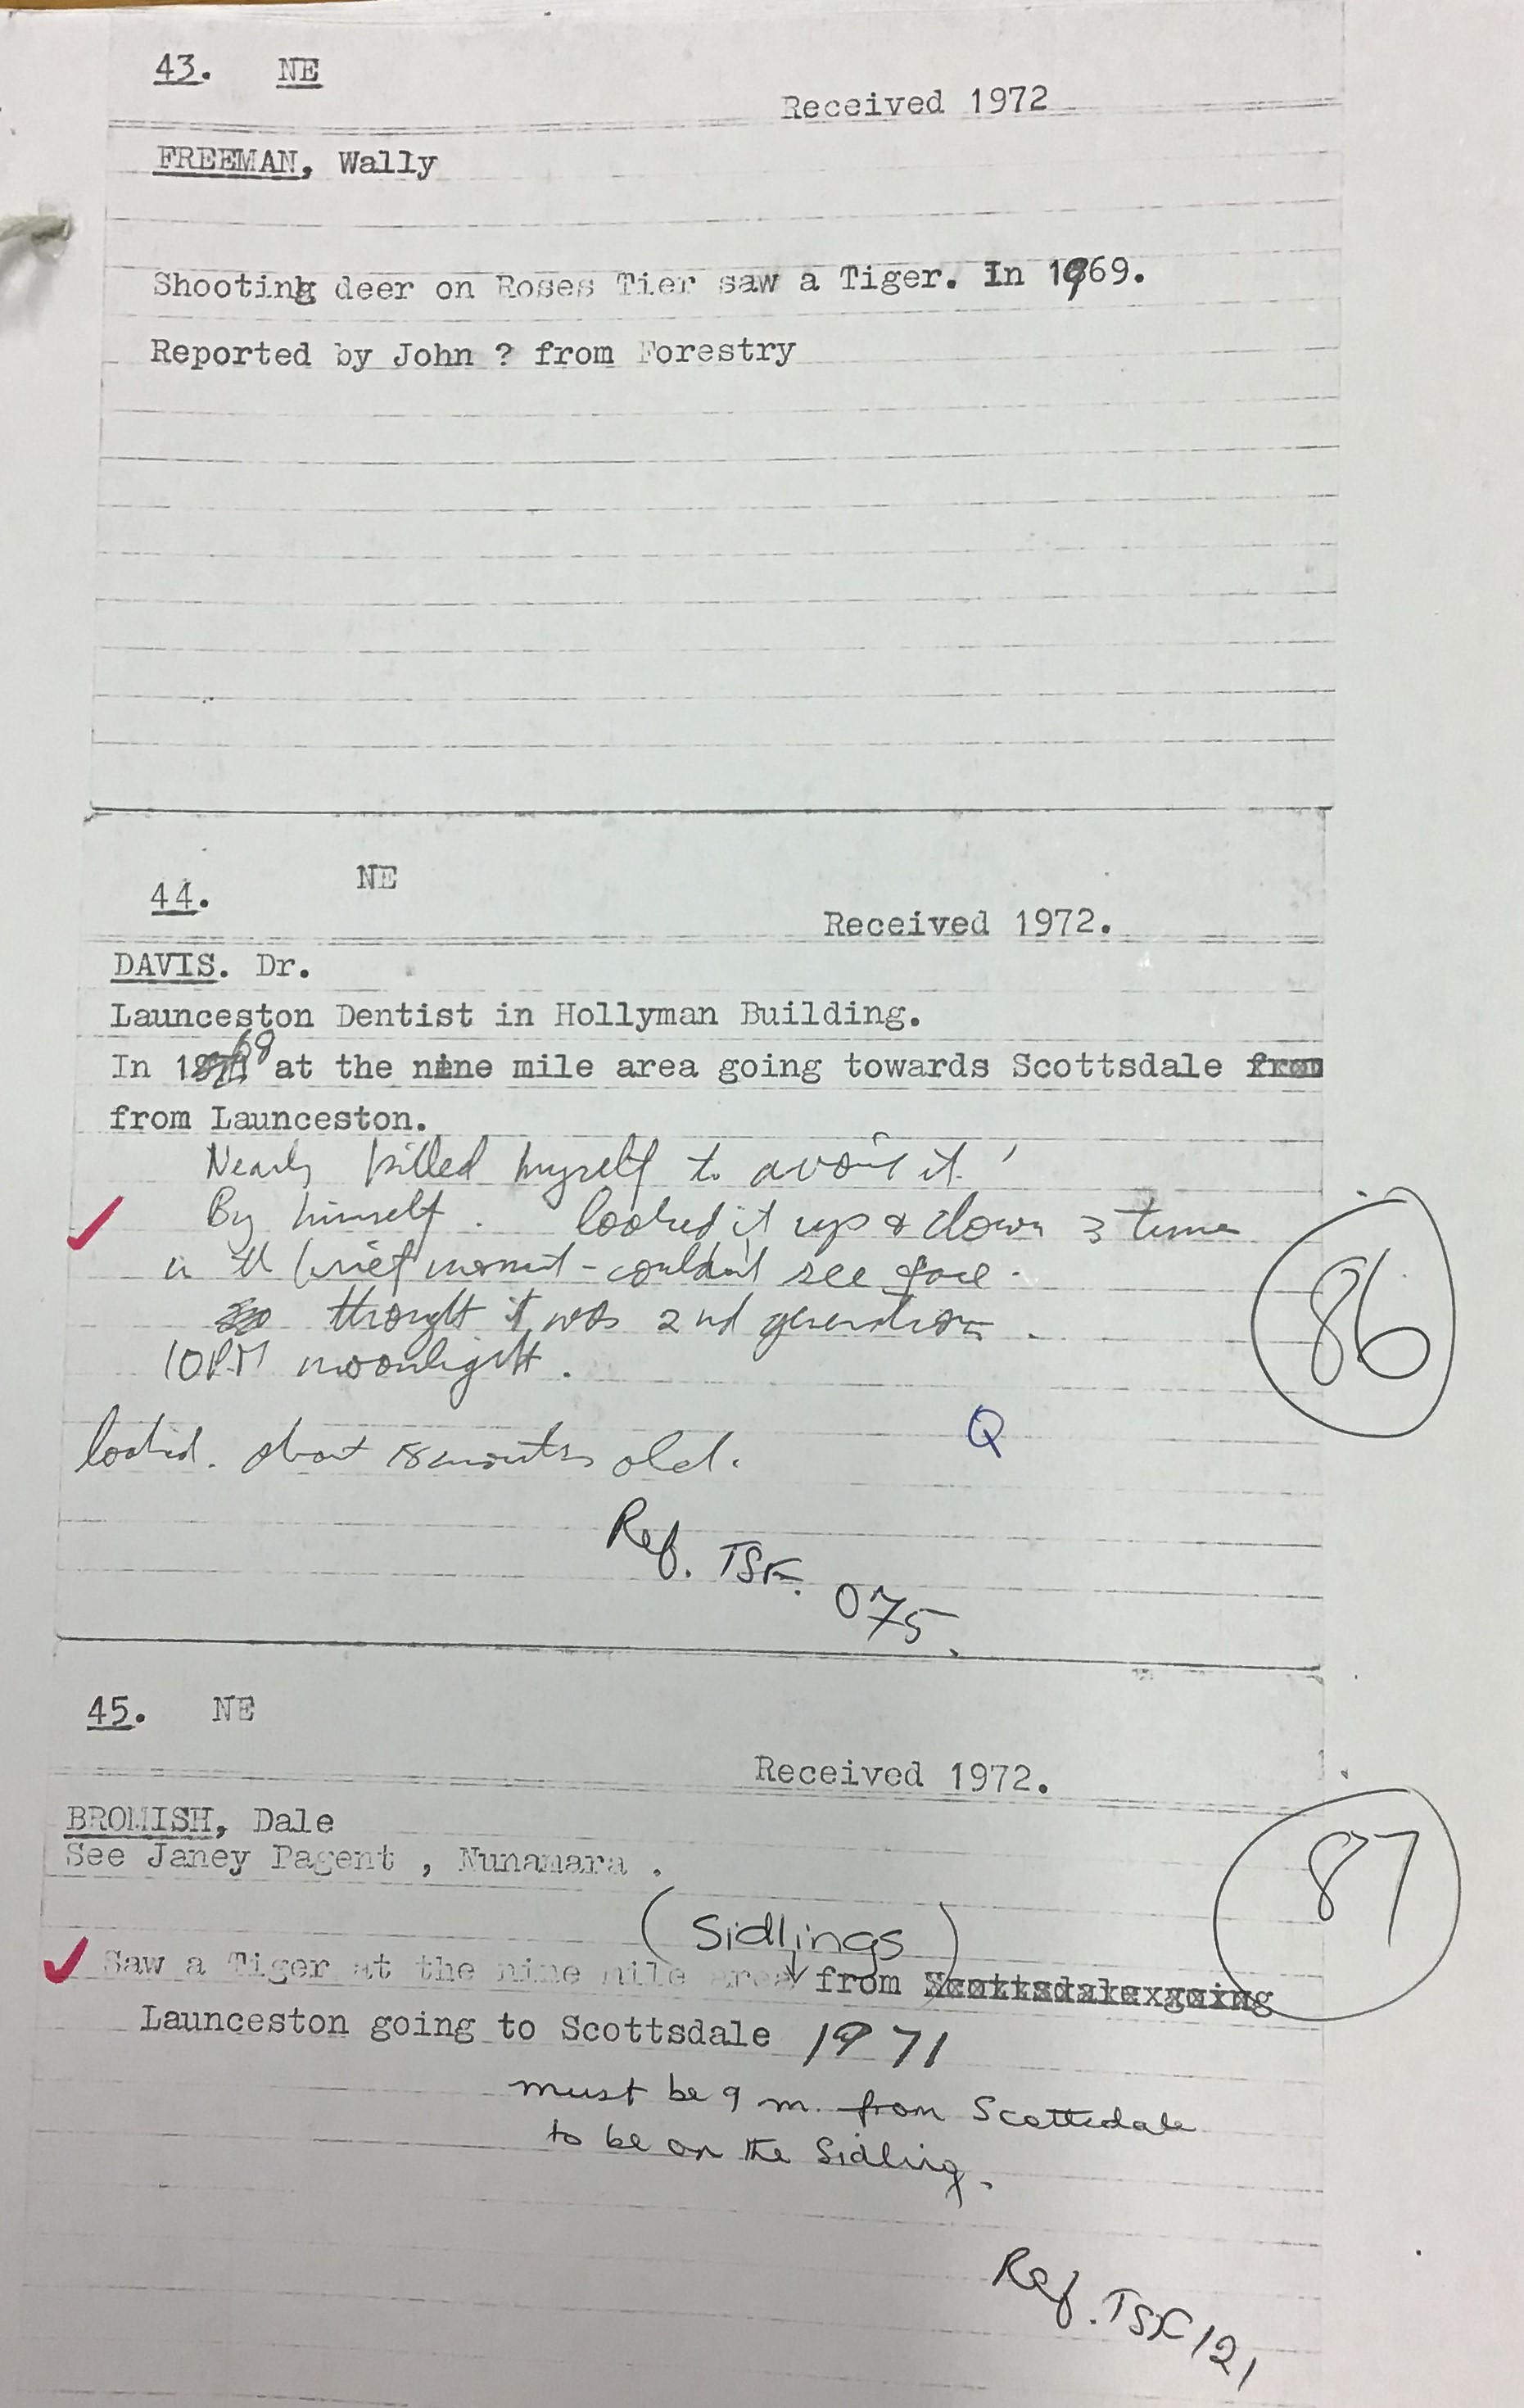 43. NE
Received 1972
FREEMAN, Wally
Shooting deer on Roses Tier saw a Tiger. In 1969.
Reported by John ? from Forestry
44. NE
Received 1972.
DAVIS. Dr.
Launceston Dentist in Hollyman Building.
In 1969 at the nine mile area going towards Scottsdale from
from Launceston.
Nearly killed myself to avoid it!
By himself. looked it up & down 3 time
in th brief moment - couldn't see face.
thought it was 2nd generation.
10PM moonlight.
looked. about 18 months old.
Q
86
Ref. TSF. 075.
45. NE
Received 1972.
BROMISH, Dale
See Janey Pagent , Nunamara .
87
(Sidlings)
Saw a Tiger at the nine mile area from Scottsdale going
Launceston going to Scottsdale 1971
must be 9 m. from Scottsdale
to be on the Sidling.
Ref. TSF 121